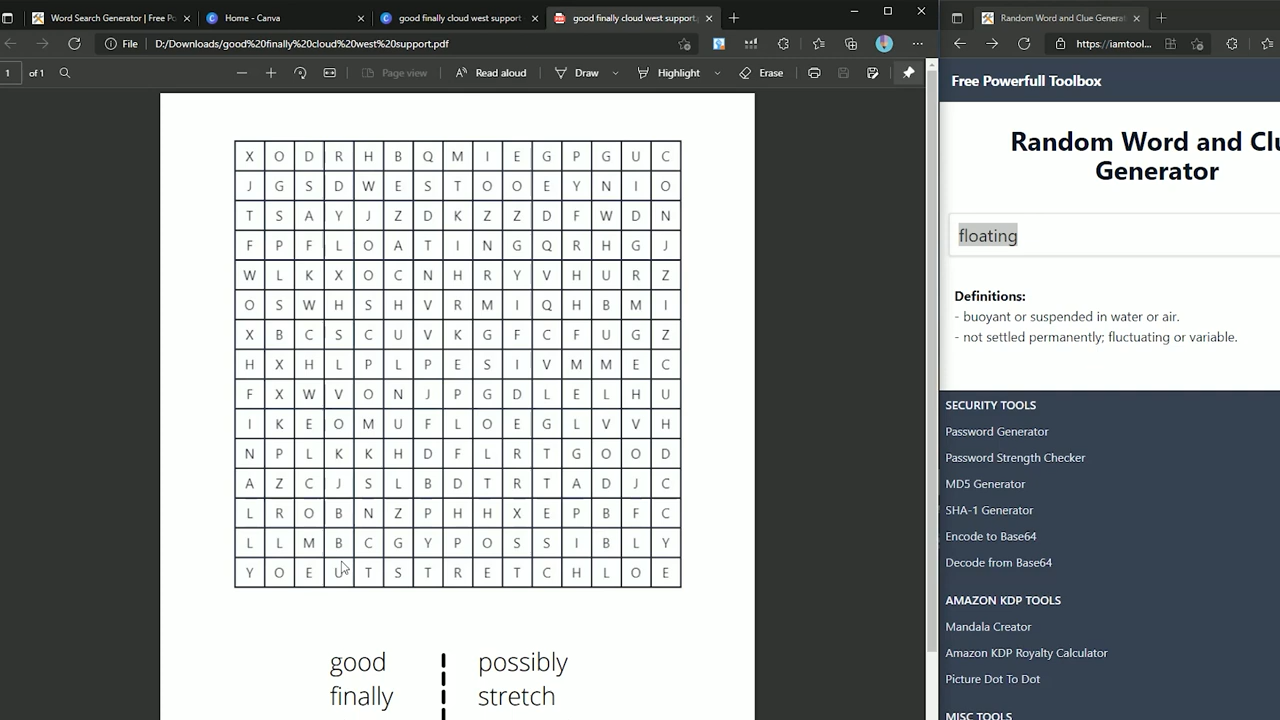 Word Search Generator | Free Po
Home - Canva
good finally cloud west support
good finally cloud west support
Random Word and Clue Genera
File
D:/Downloads/good%20finally%20cloud%20west%20support.pdf
https://iamtool...
1 of 1
Page view
Read aloud
Draw
Highlight
Erase
X O D R H B Q M I E G P G U C
J G S D W E S T O O E Y N I O
T S A Y J Z D K Z Z D F W D N
F P F L O A T I N G Q R H G J
W L K X O C N H R Y V H U R Z
O S W H S H V R M I Q H B M I
X B C S C U V K G F C F U G Z
H X H L P L P E S I V M M E C
F X W V O N J P G D L E L H U
I K E O M U F L O E G L V V H
N P L K K H D F L R T G O O D
A Z C J S L B D T R T A D J C
L R O B N Z P H H X E P B F C
L L M B C G Y P O S S I B L Y
Y O E U T S T R E T C H L O E
good
finally
possibly
stretch
Free Powerfull Toolbox
Random Word and Clu
Generator
floating
Definitions:
- buoyant or suspended in water or air.
- not settled permanently; fluctuating or variable.
SECURITY TOOLS
Password Generator
Password Strength Checker
MD5 Generator
SHA-1 Generator
Encode to Base64
Decode from Base64
AMAZON KDP TOOLS
Mandala Creator
Amazon KDP Royalty Calculator
Picture Dot To Dot
MISC TOOLS